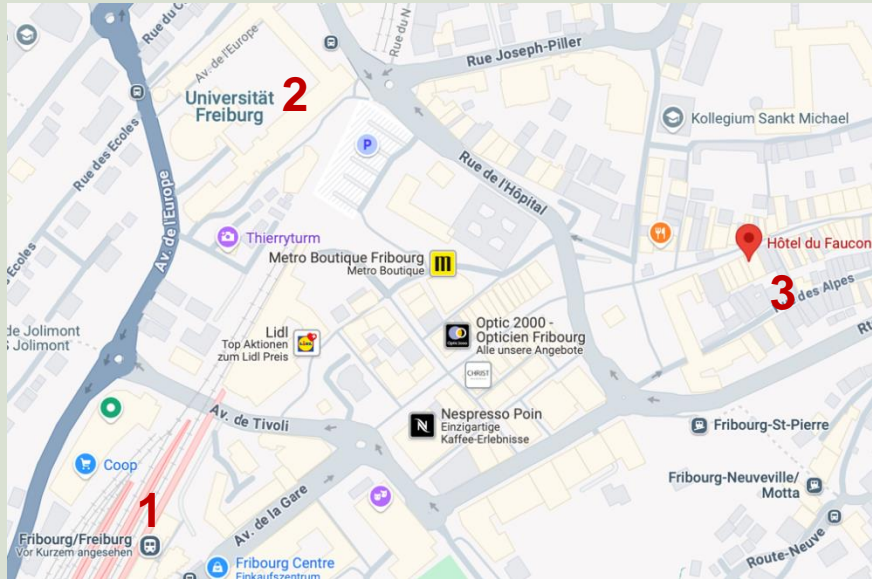 Rue du N
Av. de l'Europe
2
Universität
Freiburg
Rue Joseph-Piller
P
Kollegium Sankt Michael
Rue des Ecoles
Rue de l'Hôpital
Av. de l'Europe
Thierryturm
Metro Boutique Fribourg
Metro Boutique
m
Hôtel du Faucon
3
des Alpes
Ecoles
de Jolimont
Jolimont
Lidl
Top Aktionen
zum Lidl Preis
Optic 2000 -
Opticien Fribourg
Alle unsere Angebote
CHRIST
Av. de Tivoli
Nespresso Poin
Einzigartige
Kaffee-Erlebnisse
N
Fribourg-St-Pierre
Coop
Fribourg-Neuveville/
Motta
1
Fribourg/Freiburg
Vor Kurzem angesehen
Av. de la Gare
Fribourg Centre
Einkaufszentrum
Route-Neuve